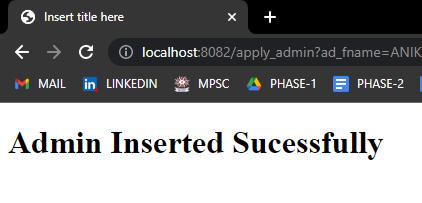 Insert title here
localhost:8082/apply_admin?ad_fname=ANIK
MAIL LINKEDIN MPSC PHASE-1 PHASE-2
Admin Inserted Sucessfully